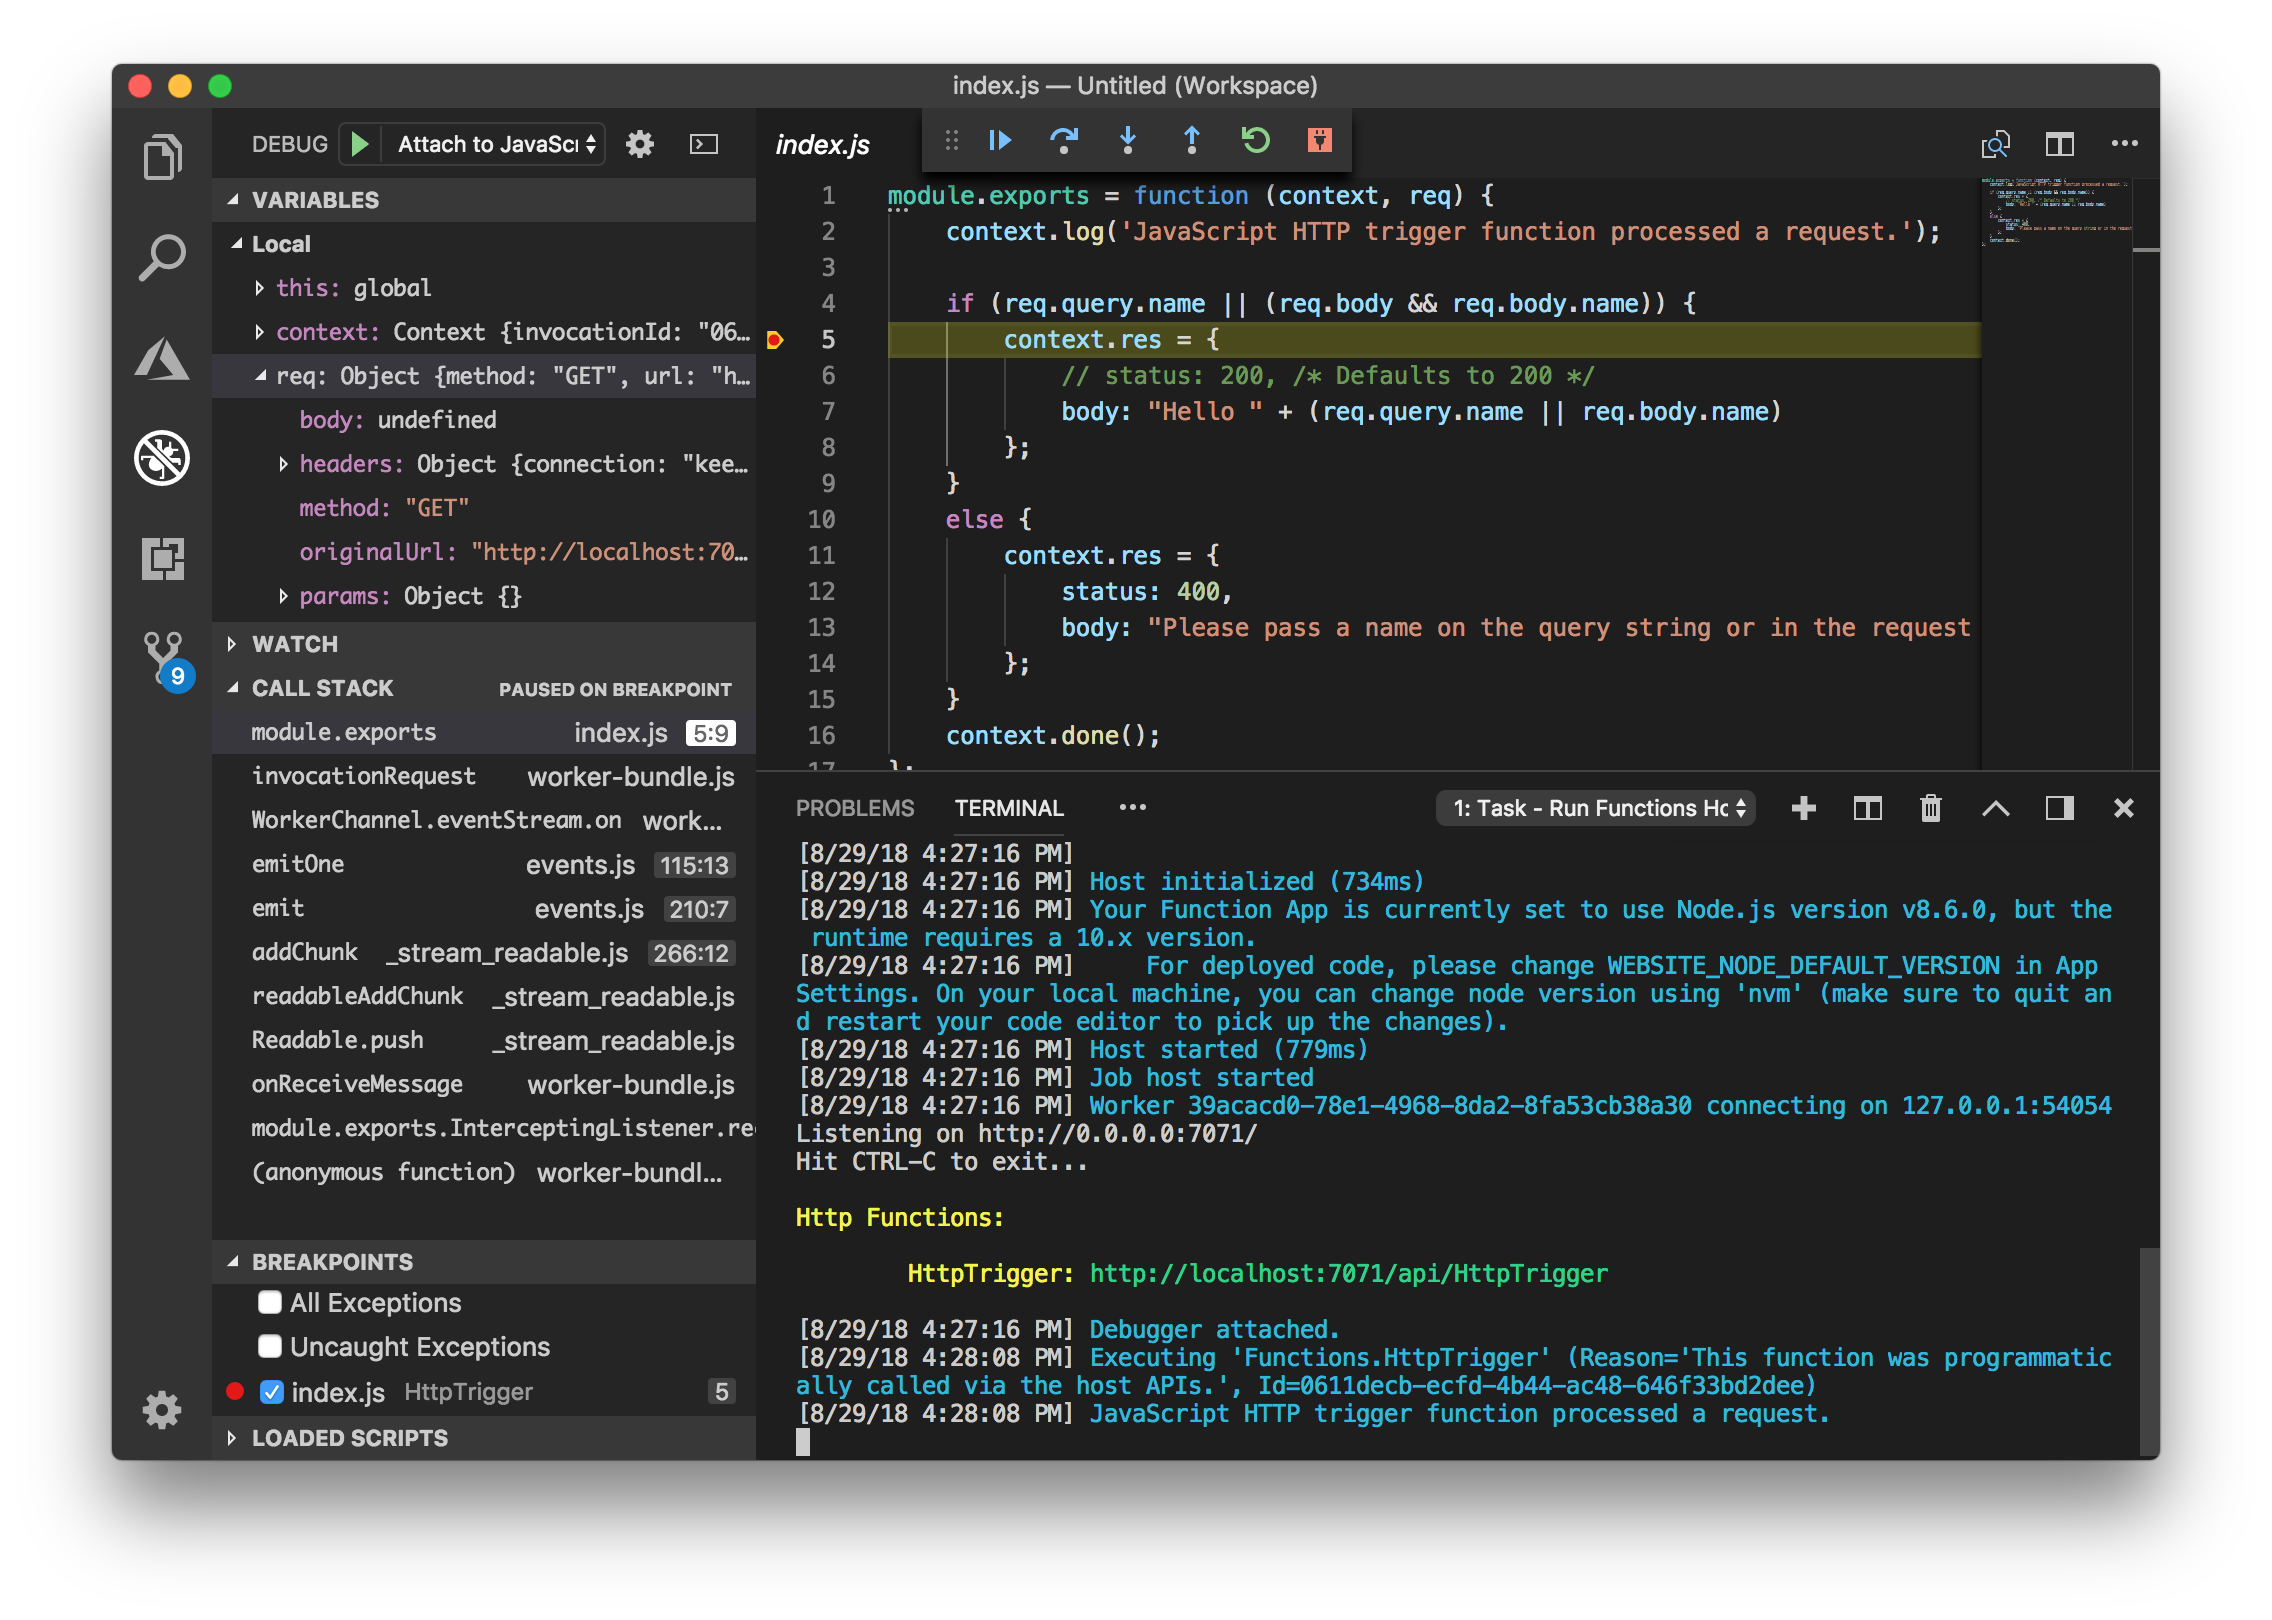 index.js — Untitled (Workspace)
DEBUG Attach to JavaSci
VARIABLES
Local
this: global
context: Context {invocationId: "06…
req: Object {method: "GET", url: "h…
body: undefined
headers: Object {connection: "kee…
method: "GET"
originalUrl: "http://localhost:70…
params: Object {}
WATCH
CALL STACK PAUSED ON BREAKPOINT
module.exports index.js 5:9
invocationRequest worker-bundle.js
WorkerChannel.eventStream.on work…
emitOne events.js 115:13
emit events.js 210:7
addChunk _stream_readable.js 266:12
readableAddChunk _stream_readable.js
Readable.push _stream_readable.js
onReceiveMessage worker-bundle.js
module.exports.InterceptingListener.re
(anonymous function) worker-bundl…
BREAKPOINTS
All Exceptions
Uncaught Exceptions
index.js HttpTrigger 5
LOADED SCRIPTS
9
index.js
1 module.exports = function (context, req) {
2 context.log('JavaScript HTTP trigger function processed a request.');
3
4 if (req.query.name || (req.body && req.body.name)) {
5 context.res = {
6 // status: 200, /* Defaults to 200 */
7 body: "Hello " + (req.query.name || req.body.name)
8 };
9 }
10 else {
11 context.res = {
12 status: 400,
13 body: "Please pass a name on the query string or in the request
14 };
15 }
16 context.done();
17 };
PROBLEMS TERMINAL 1: Task - Run Functions Hc
[8/29/18 4:27:16 PM]
[8/29/18 4:27:16 PM] Host initialized (734ms)
[8/29/18 4:27:16 PM] Your Function App is currently set to use Node.js version v8.6.0, but the
runtime requires a 10.x version.
[8/29/18 4:27:16 PM] For deployed code, please change WEBSITE_NODE_DEFAULT_VERSION in App
Settings. On your local machine, you can change node version using 'nvm' (make sure to quit an
d restart your code editor to pick up the changes).
[8/29/18 4:27:16 PM] Host started (779ms)
[8/29/18 4:27:16 PM] Job host started
[8/29/18 4:27:16 PM] Worker 39acacd0-78e1-4968-8da2-8fa53cb38a30 connecting on 127.0.0.1:54054
Listening on http://0.0.0.0:7071/
Hit CTRL-C to exit...
Http Functions:
HttpTrigger: http://localhost:7071/api/HttpTrigger
[8/29/18 4:27:16 PM] Debugger attached.
[8/29/18 4:28:08 PM] Executing 'Functions.HttpTrigger' (Reason='This function was programmatic
ally called via the host APIs.', Id=0611decb-ecfd-4b44-ac48-646f33bd2dee)
[8/29/18 4:28:08 PM] JavaScript HTTP trigger function processed a request.